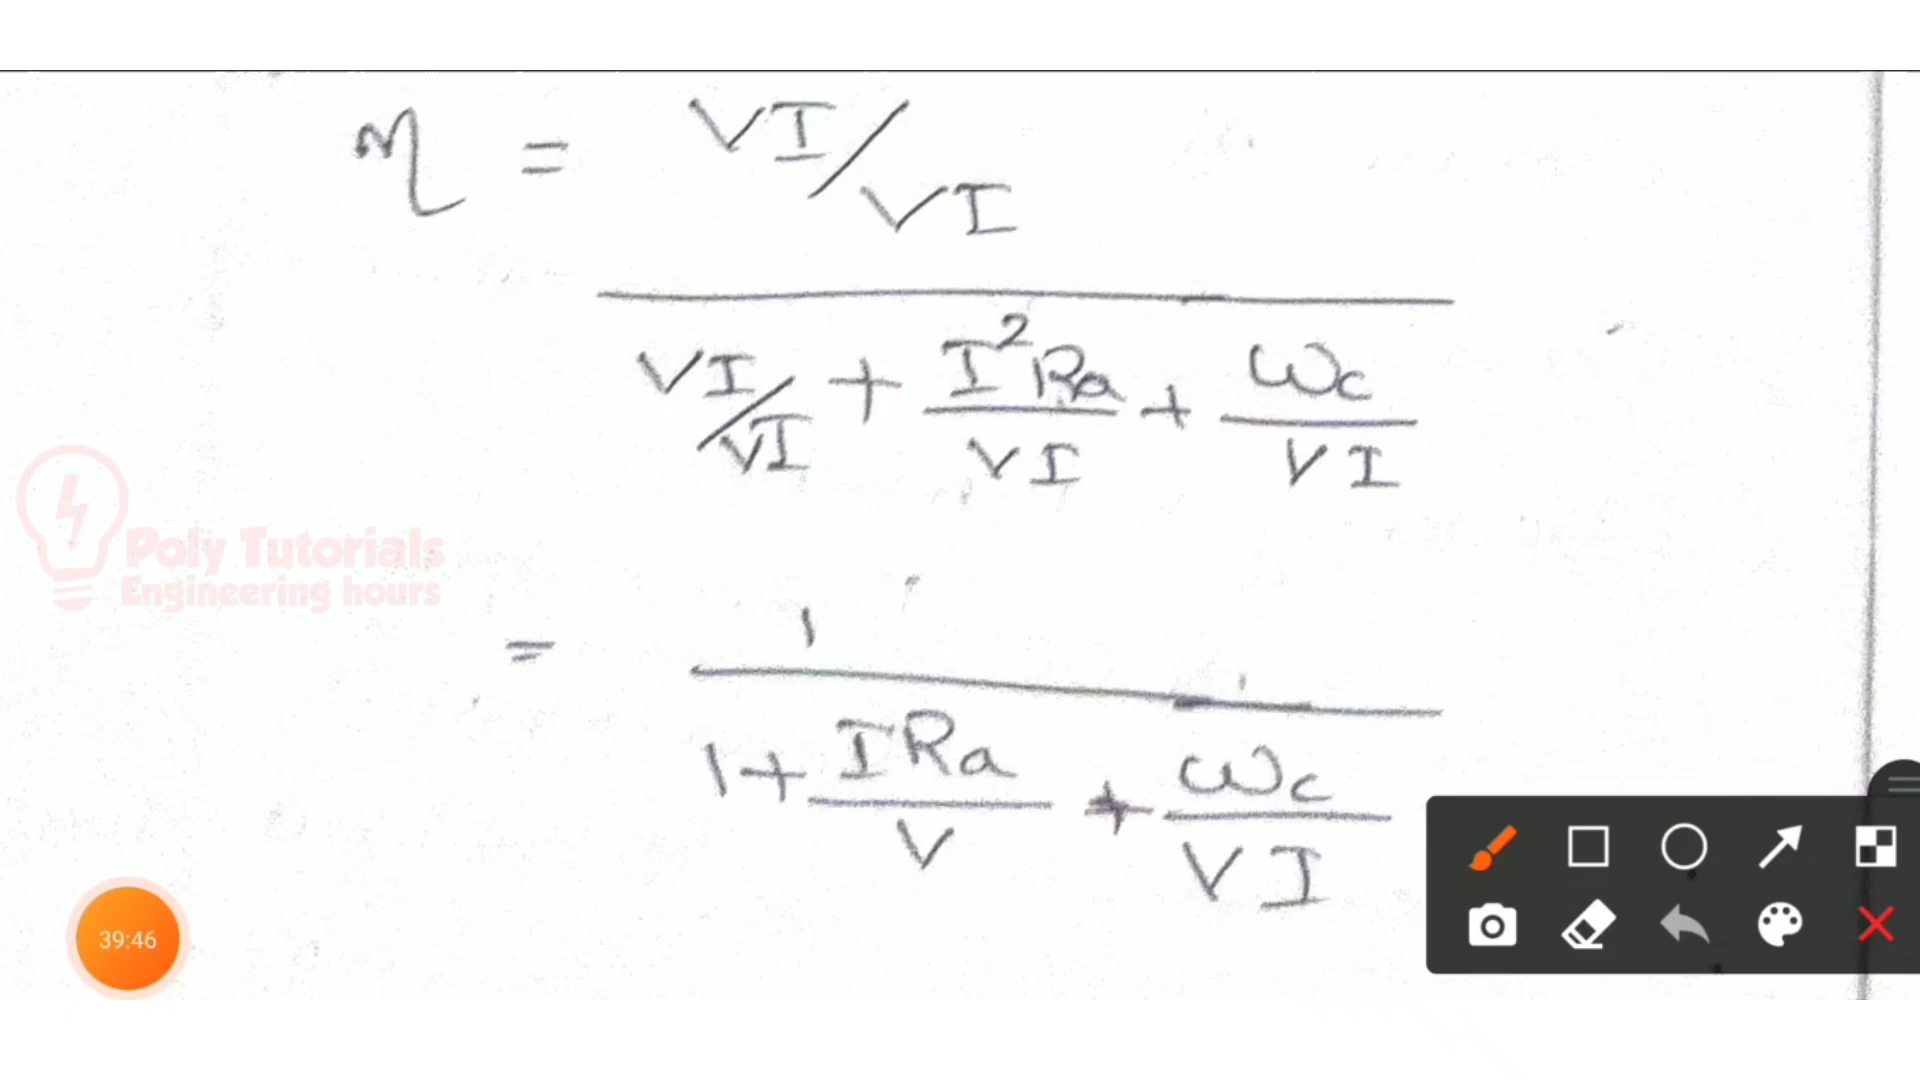 η = VI/VI
VI/VI + I²Ra/VI + Wc/VI
Poly Tutorials
Engineering hours
= 1
1 + IRa/V + Wc/VI
39:46